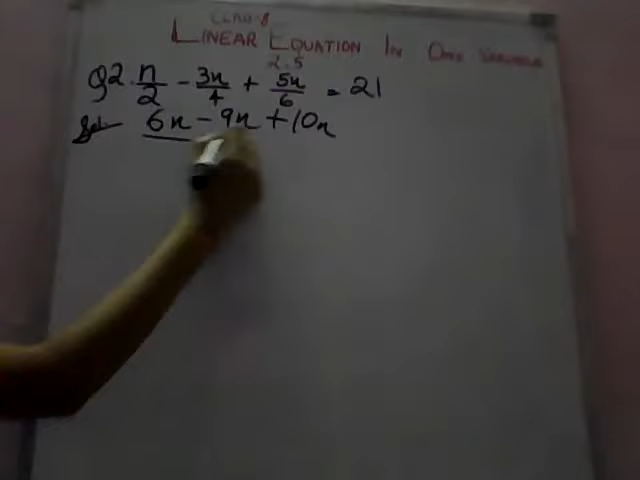 CLASS-8
LINEAR EQUATION IN ONE VARIABLE
2.5
Q2. n/2 - 3n/4 + 5n/6 = 21
Sol 6n - 9n + 10n